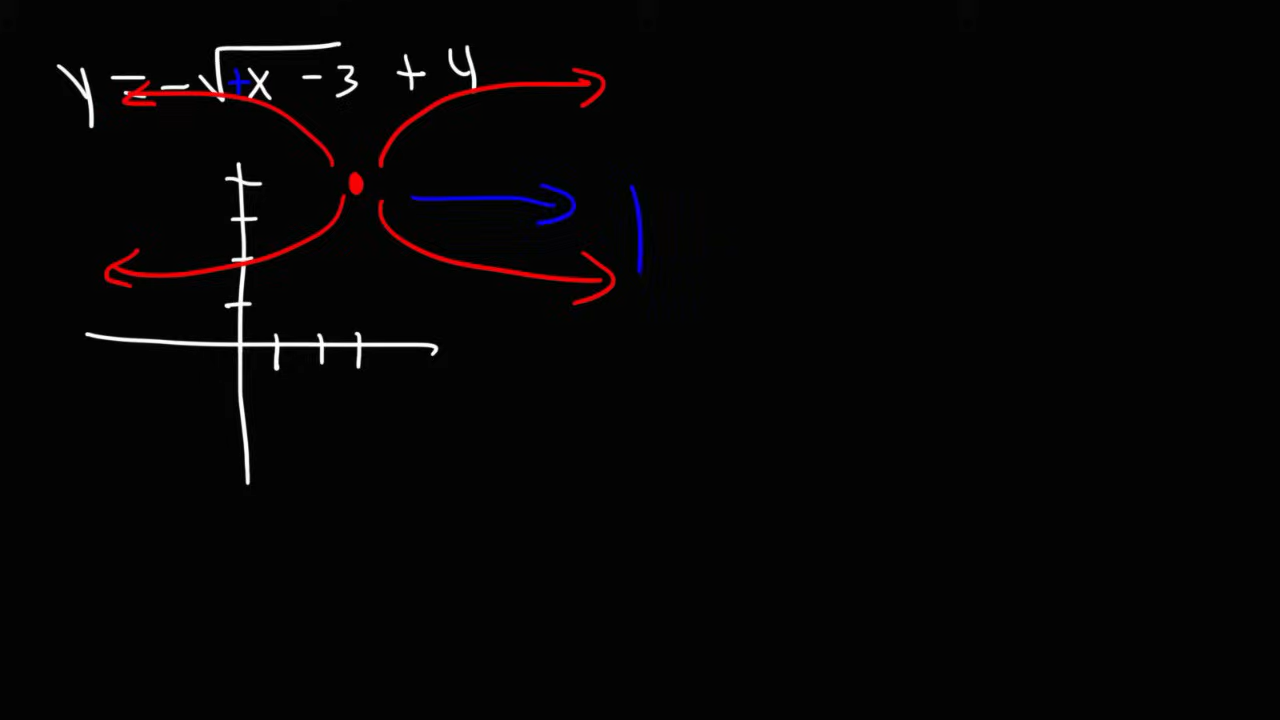 y = -√(+x - 3) + 4